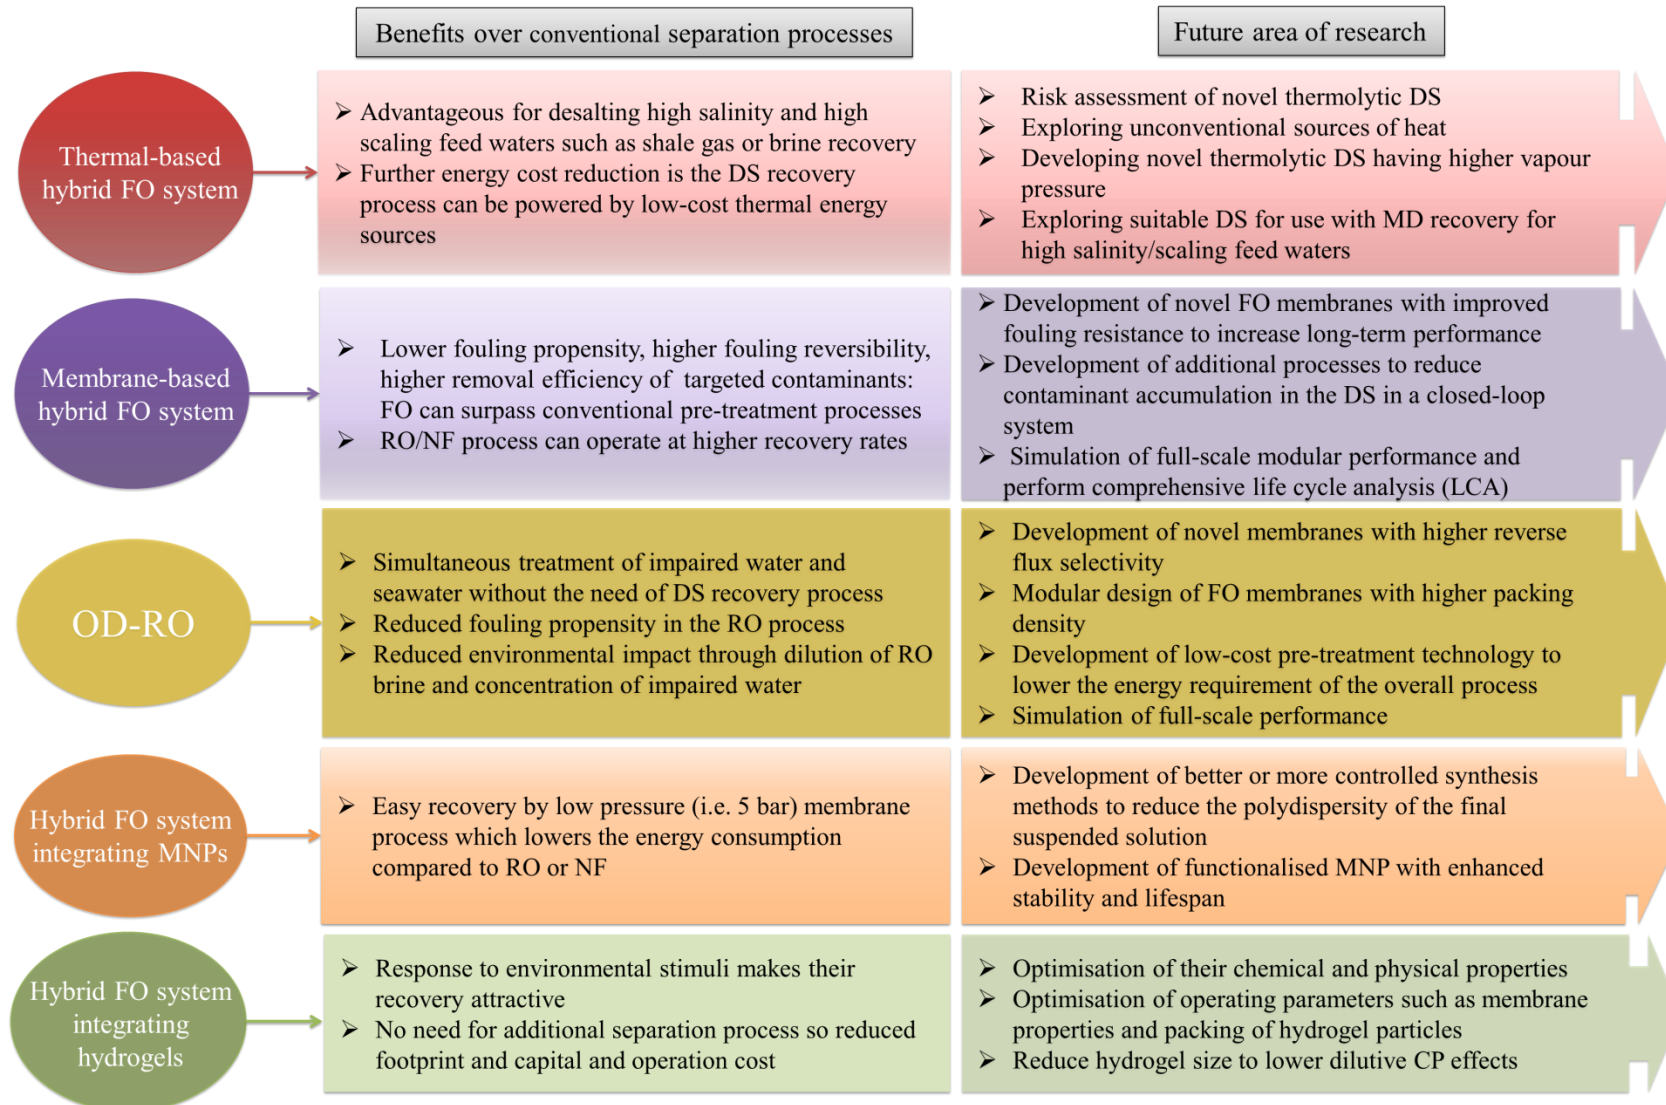 Benefits over conventional separation processes
Future area of research
Thermal-based
hybrid FO system
➢ Advantageous for desalting high salinity and high
scaling feed waters such as shale gas or brine recovery
➢ Further energy cost reduction is the DS recovery
process can be powered by low-cost thermal energy
sources
➢ Risk assessment of novel thermolytic DS
➢ Exploring unconventional sources of heat
➢ Developing novel thermolytic DS having higher vapour
pressure
➢ Exploring suitable DS for use with MD recovery for
high salinity/scaling feed waters
Membrane-based
hybrid FO system
➢ Lower fouling propensity, higher fouling reversibility,
higher removal efficiency of targeted contaminants:
FO can surpass conventional pre-treatment processes
➢ RO/NF process can operate at higher recovery rates
➢ Development of novel FO membranes with improved
fouling resistance to increase long-term performance
➢ Development of additional processes to reduce
contaminant accumulation in the DS in a closed-loop
system
➢ Simulation of full-scale modular performance and
perform comprehensive life cycle analysis (LCA)
OD-RO
➢ Simultaneous treatment of impaired water and
seawater without the need of DS recovery process
➢ Reduced fouling propensity in the RO process
➢ Reduced environmental impact through dilution of RO
brine and concentration of impaired water
➢ Development of novel membranes with higher reverse
flux selectivity
➢ Modular design of FO membranes with higher packing
density
➢ Development of low-cost pre-treatment technology to
lower the energy requirement of the overall process
➢ Simulation of full-scale performance
Hybrid FO system
integrating MNPs
➢ Easy recovery by low pressure (i.e. 5 bar) membrane
process which lowers the energy consumption
compared to RO or NF
➢ Development of better or more controlled synthesis
methods to reduce the polydispersity of the final
suspended solution
➢ Development of functionalised MNP with enhanced
stability and lifespan
Hybrid FO system
integrating
hydrogels
➢ Response to environmental stimuli makes their
recovery attractive
➢ No need for additional separation process so reduced
footprint and capital and operation cost
➢ Optimisation of their chemical and physical properties
➢ Optimisation of operating parameters such as membrane
properties and packing of hydrogel particles
➢ Reduce hydrogel size to lower dilutive CP effects